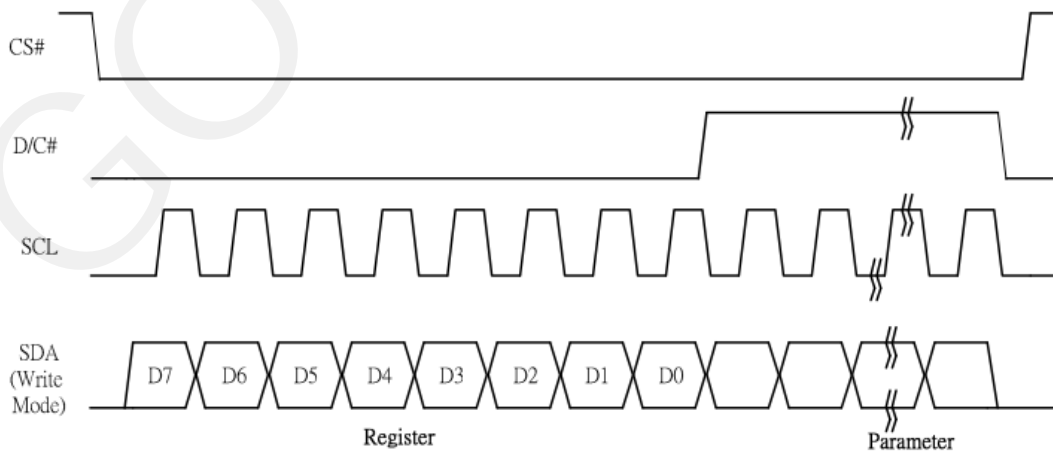 CS#
D/C#
SCL
SDA
(Write
Mode)
D7 D6 D5 D4 D3 D2 D1 D0
Register
Parameter